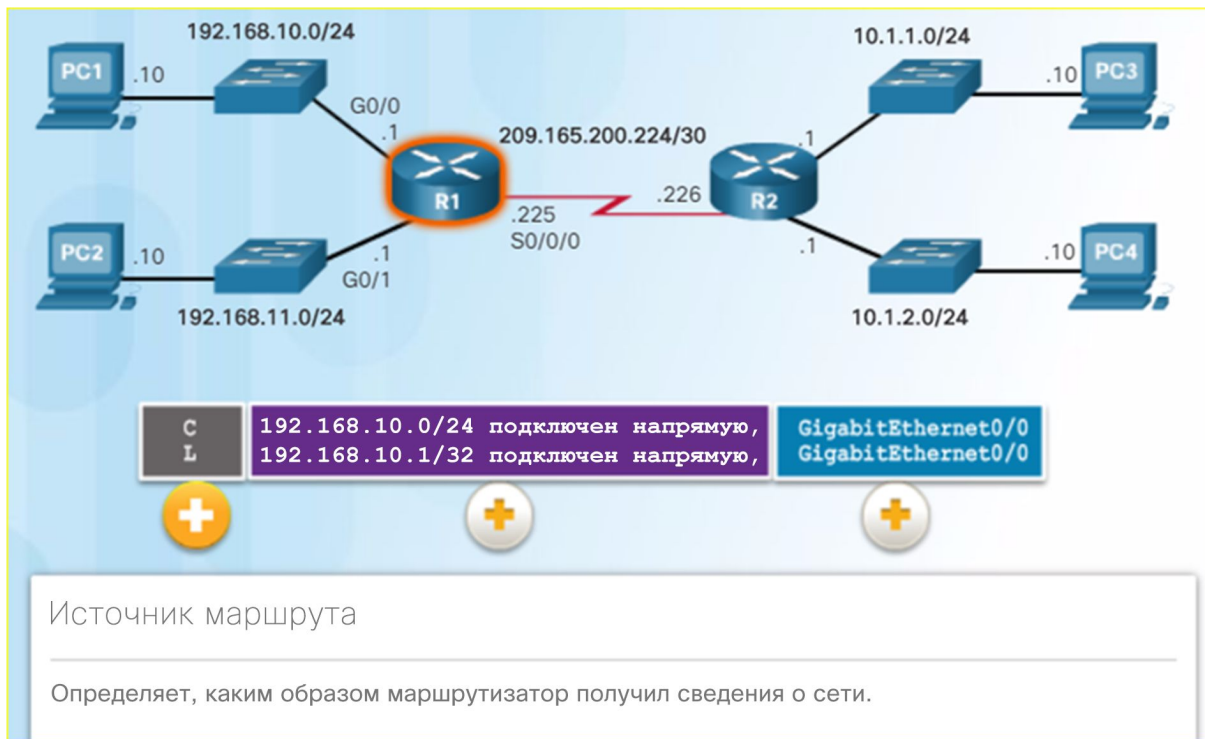 192.168.10.0/24
10.1.1.0/24
PC1
.10
.10
PC3
G0/0
.1
209.165.200.224/30
.1
R1
.226
R2
.225
S0/0/0
PC2
.10
.1
G0/1
.1
.10
PC4
192.168.11.0/24
10.1.2.0/24
C
192.168.10.0/24 подключен напрямую,
GigabitEthernet0/0
L
192.168.10.1/32 подключен напрямую,
GigabitEthernet0/0
Источник маршрута
Определяет, каким образом маршрутизатор получил сведения о сети.